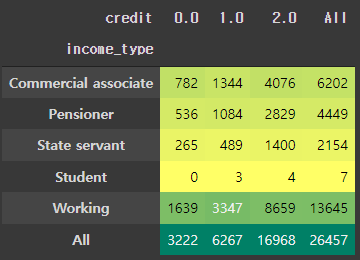 credit 0.0 1.0 2.0 All
income_type
Commercial associate 782 1344 4076 6202
Pensioner 536 1084 2829 4449
State servant 265 489 1400 2154
Student 0 3 4 7
Working 1639 3347 8659 13645
All 3222 6267 16968 26457